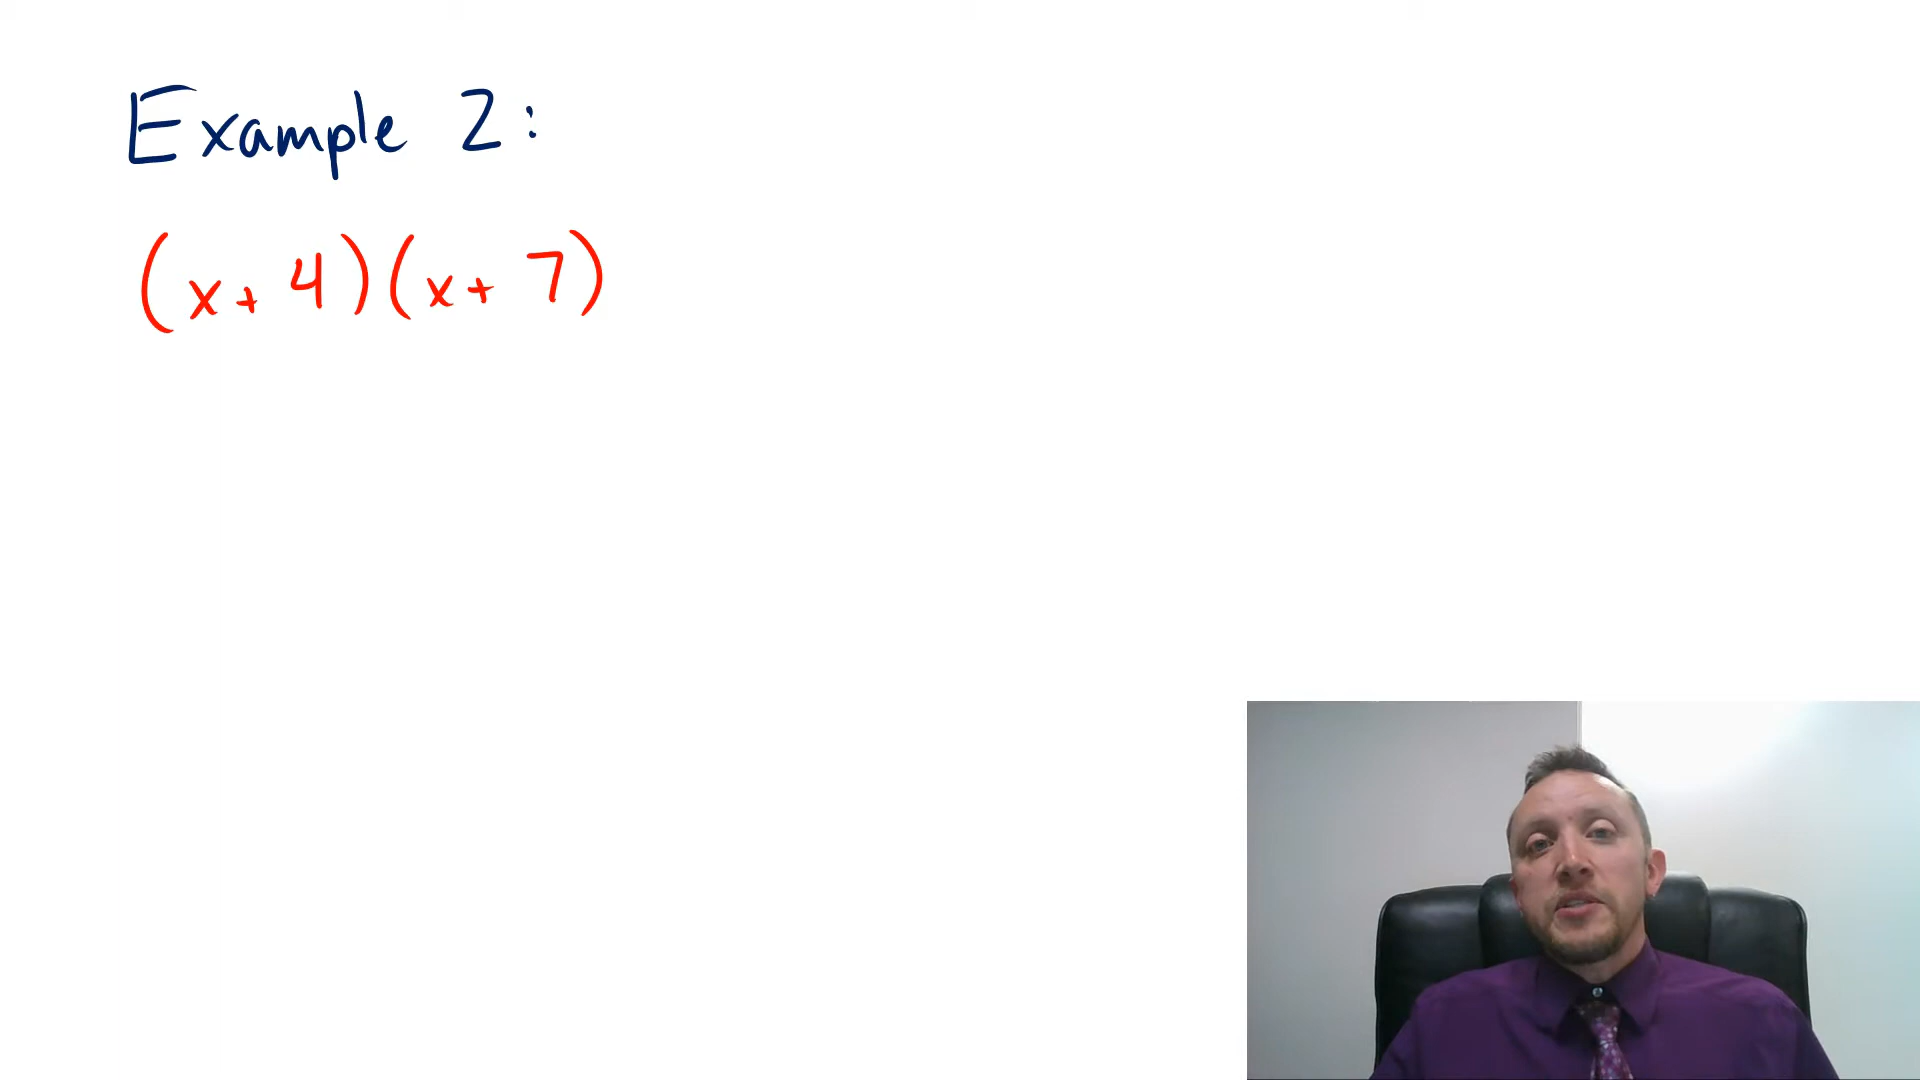 Example 2:
(x + 4)(x + 7)